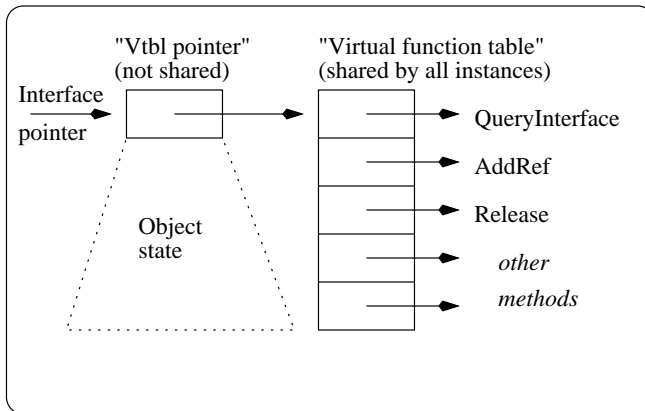 "Vtbl pointer"
(not shared)
"Virtual function table"
(shared by all instances)
Interface
pointer
QueryInterface
AddRef
Release
other
methods
Object
state